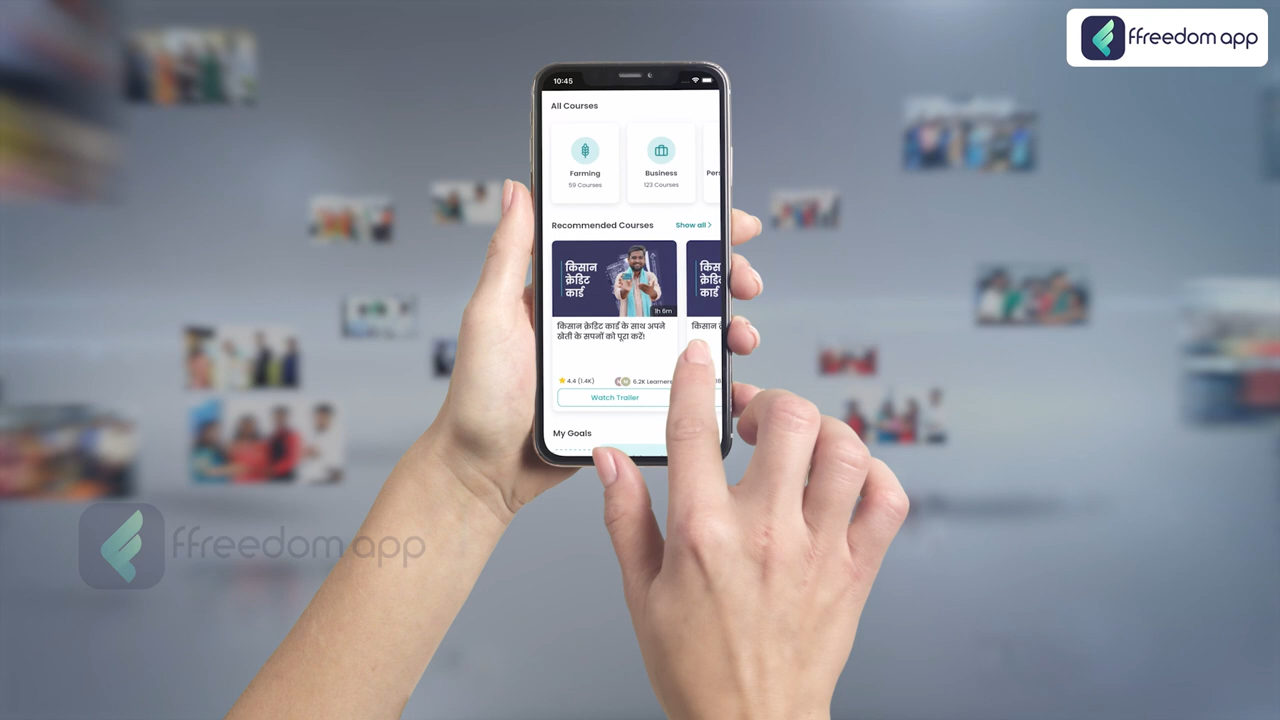 ffreedom app
10:45
All Courses
Farming
59 Courses
Business
123 Courses
Pers
Recommended Courses
Show all >
किसान
क्रेडिट
कार्ड
1h 6m
किसान
क्रेडि
कार्ड
किसान क्रेडिट कार्ड के साथ अपने
खेती के सपनों को पूरा करें!
किसान क्रे
4.4 (1.4K)
6.2K Learners
Watch Trailer
My Goals
ffreedom app